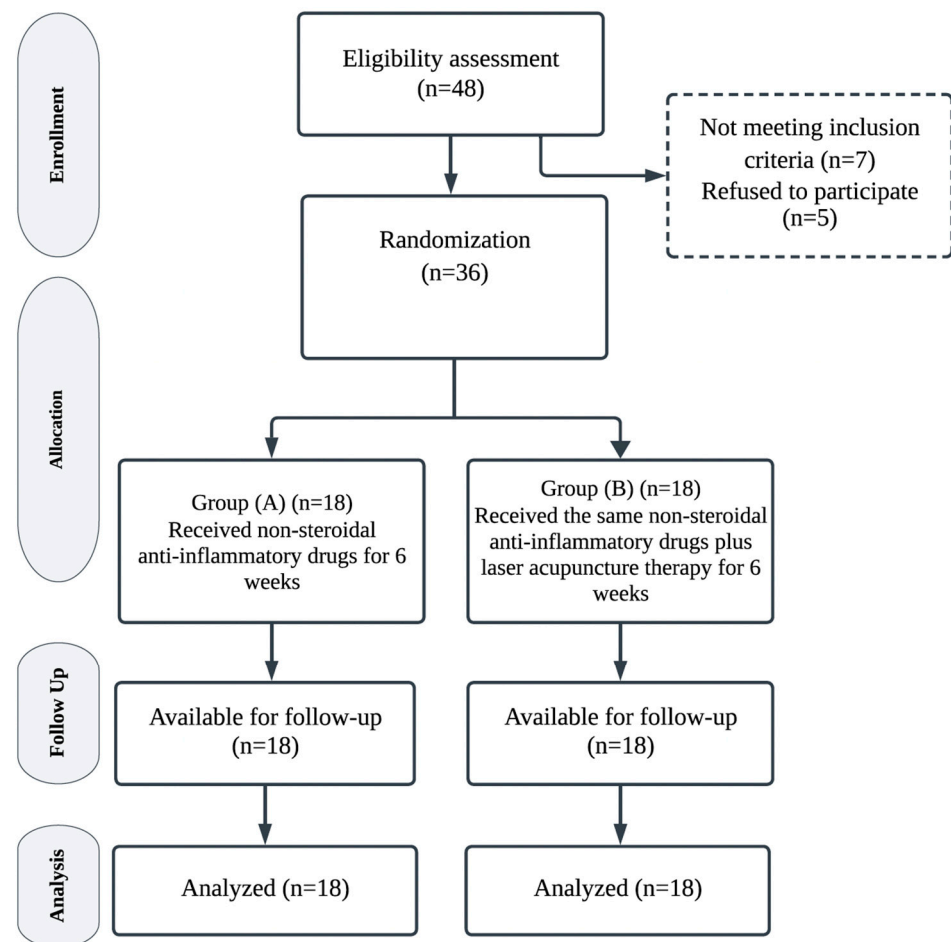 Enrollment
Eligibility assessment
(n=48)
Not meeting inclusion
criteria (n=7)
Refused to participate
(n=5)
Randomization
(n=36)
Allocation
Group (A) (n=18)
Received non-steroidal
anti-inflammatory drugs for 6
weeks
Group (B) (n=18)
Received the same non-steroidal
anti-inflammatory drugs plus
laser acupuncture therapy for 6
weeks
Follow Up
Available for follow-up
(n=18)
Available for follow-up
(n=18)
Analysis
Analyzed (n=18)
Analyzed (n=18)